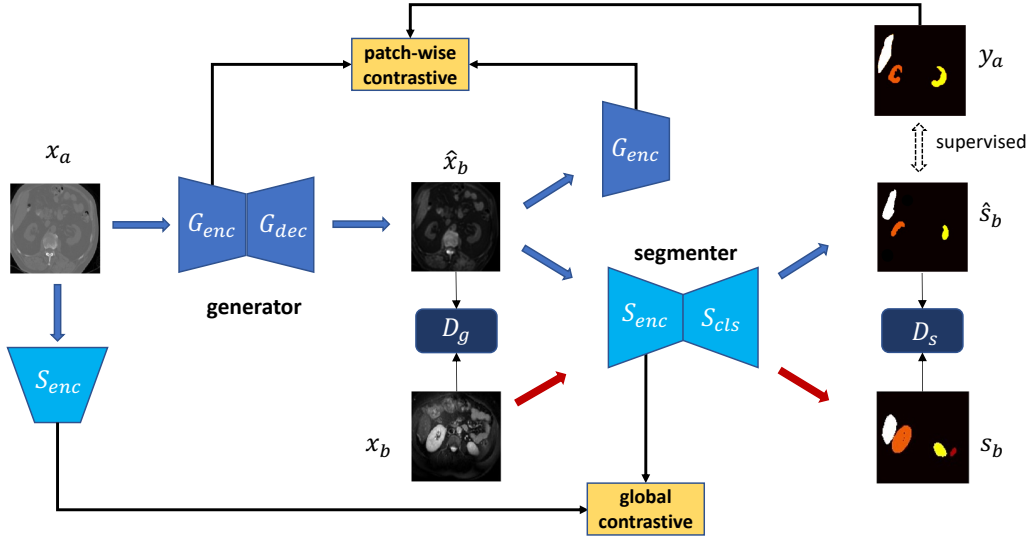 patch-wise
contrastive
y_a
supervised
x_a
x̂_b
G_enc
G_enc
G_dec
generator
segmenter
ŝ_b
D_g
S_enc
S_cls
D_s
S_enc
x_b
s_b
global
contrastive